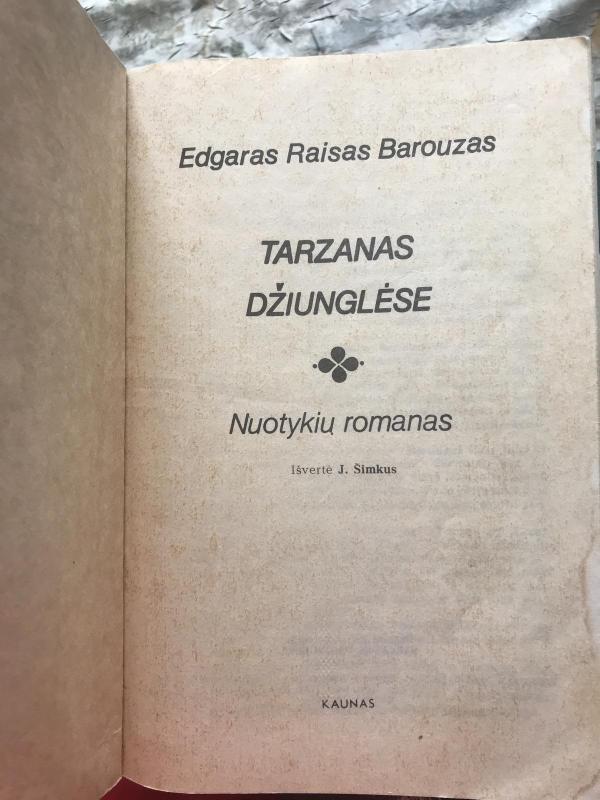 Edgaras Raisas Barouzas
TARZANAS
DŽIUNGLĖSE
Nuotykių romanas
Išvertė J. Šimkus
KAUNAS